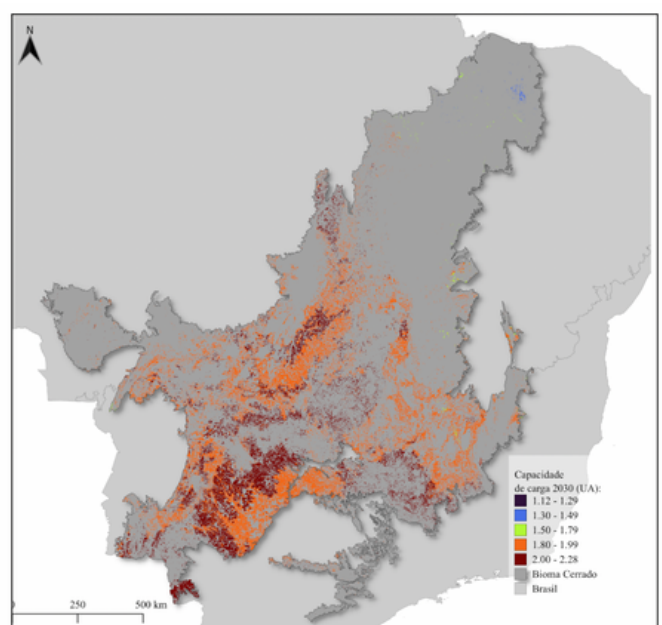 N
Capacidade
de carga 2030 (UA):
1.12 - 1.29
1.30 - 1.49
1.50 - 1.79
1.80 - 1.99
2.00 - 2.28
Bioma Cerrado
Brasil
0 250 500 km